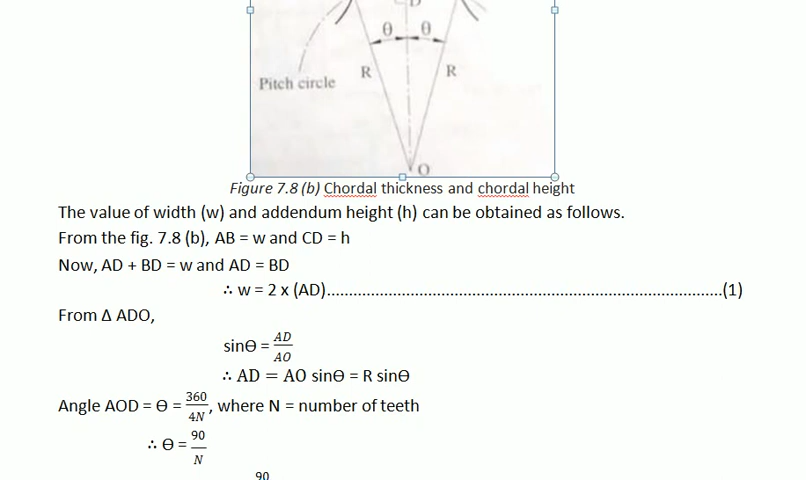 D
θ θ
R R
Pitch circle
O
Figure 7.8 (b) Chordal thickness and chordal height
The value of width (w) and addendum height (h) can be obtained as follows.
From the fig. 7.8 (b), AB = w and CD = h
Now, AD + BD = w and AD = BD
∴ w = 2 x (AD)..........................................................................................(1)
From Δ ADO,
sinϴ = AD/AO
∴ AD = AO sinϴ = R sinϴ
Angle AOD = ϴ = 360/4N, where N = number of teeth
∴ ϴ = 90/N
90